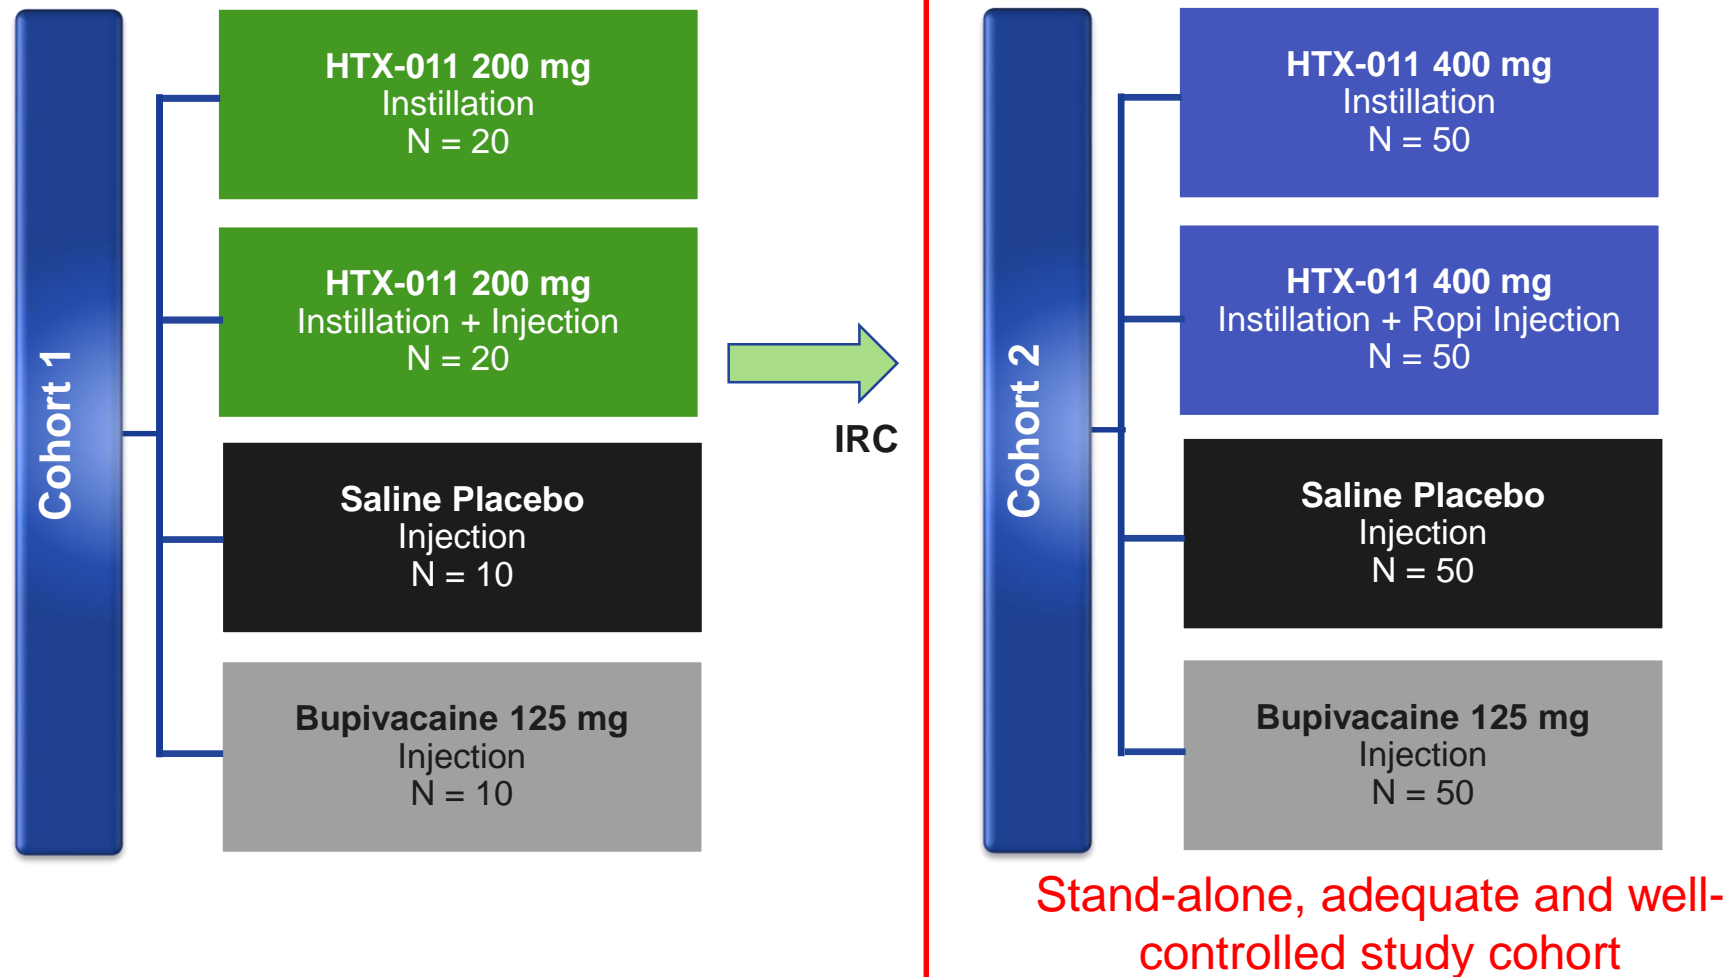 Cohort 1
HTX-011 200 mg
Instillation
N = 20
HTX-011 200 mg
Instillation + Injection
N = 20
Saline Placebo
Injection
N = 10
Bupivacaine 125 mg
Injection
N = 10
IRC
Cohort 2
HTX-011 400 mg
Instillation
N = 50
HTX-011 400 mg
Instillation + Ropi Injection
N = 50
Saline Placebo
Injection
N = 50
Bupivacaine 125 mg
Injection
N = 50
Stand-alone, adequate and well-
controlled study cohort